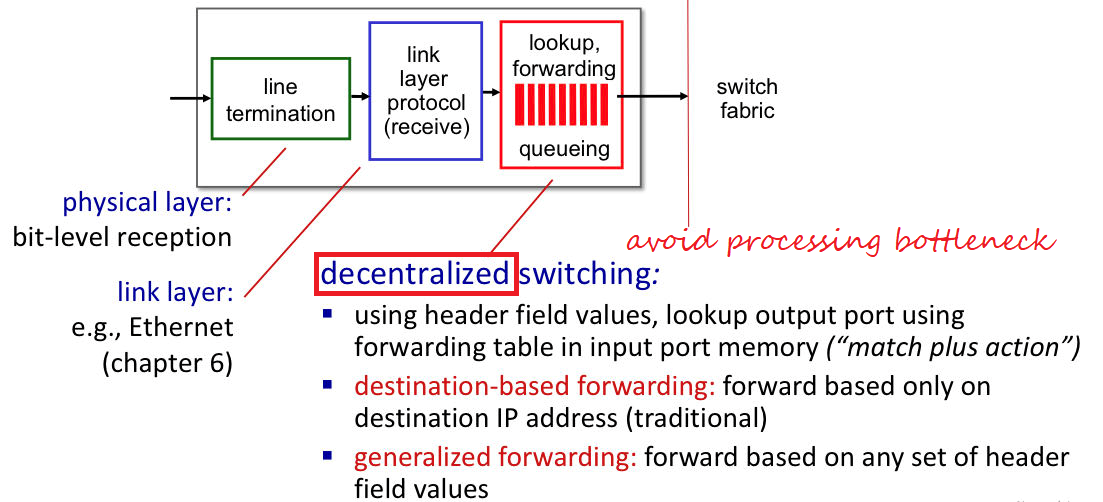 line
termination
link
layer
protocol
(receive)
lookup,
forwarding
queueing
switch
fabric
physical layer:
bit-level reception
link layer:
e.g., Ethernet
(chapter 6)
avoid processing bottleneck
decentralized switching:
▪ using header field values, lookup output port using
forwarding table in input port memory (“match plus action”)
▪ destination-based forwarding: forward based only on
destination IP address (traditional)
▪ generalized forwarding: forward based on any set of header
field values